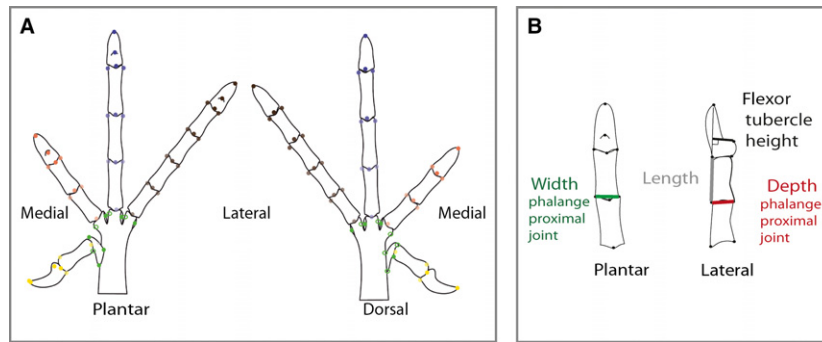 A
Medial
Lateral
Medial
Plantar
Dorsal
B
Flexor
tubercle
height
Length
Width
phalange
proximal
joint
Depth
phalange
proximal
joint
Plantar
Lateral